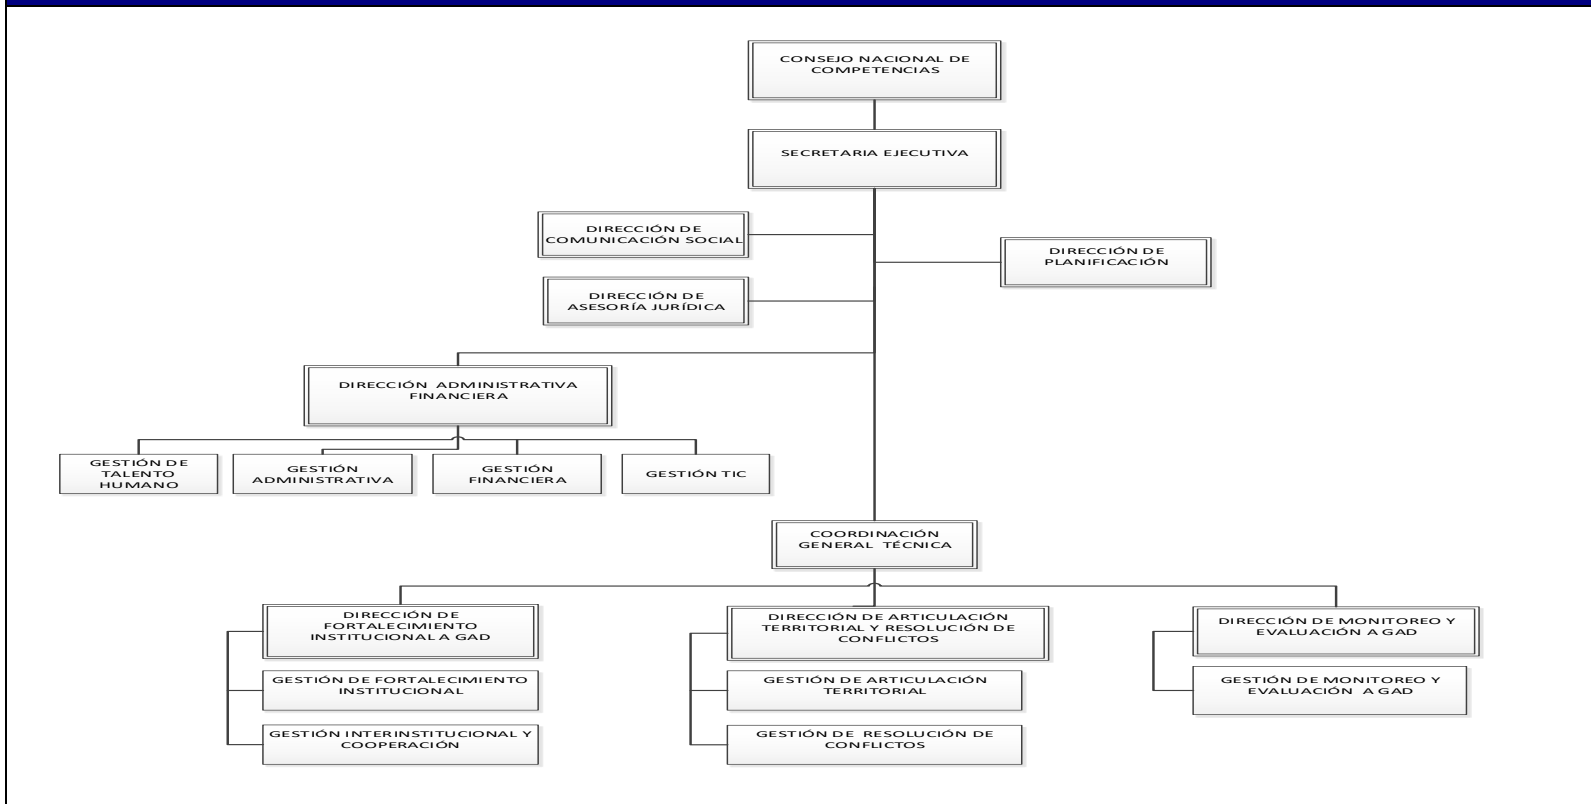 CONSEJO NACIONAL DE
COMPETENCIAS
SECRETARIA EJECUTIVA
DIRECCIÓN DE
COMUNICACIÓN SOCIAL
DIRECCIÓN DE
PLANIFICACIÓN
DIRECCIÓN DE
ASESORÍA JURÍDICA
DIRECCIÓN ADMINISTRATIVA
FINANCIERA
GESTIÓN DE
TALENTO
HUMANO
GESTIÓN
ADMINISTRATIVA
GESTIÓN
FINANCIERA
GESTIÓN TIC
COORDINACIÓN
GENERAL TÉCNICA
DIRECCIÓN DE
FORTALECIMIENTO
INSTITUCIONAL A GAD
GESTIÓN DE FORTALECIMIENTO
INSTITUCIONAL
GESTIÓN INTERINSTITUCIONAL Y
COOPERACIÓN
DIRECCIÓN DE ARTICULACIÓN
TERRITORIAL Y RESOLUCIÓN DE
CONFLICTOS
GESTIÓN DE ARTICULACIÓN
TERRITORIAL
GESTIÓN DE RESOLUCIÓN DE
CONFLICTOS
DIRECCIÓN DE MONITOREO Y
EVALUACIÓN A GAD
GESTIÓN DE MONITOREO Y
EVALUACIÓN A GAD